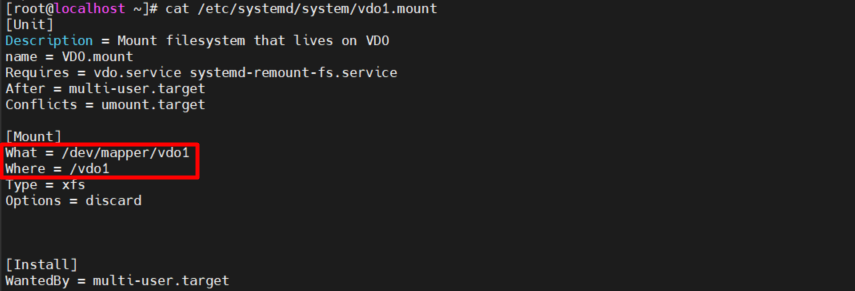 [root@localhost ~]# cat /etc/systemd/system/vdo1.mount
[Unit]
Description = Mount filesystem that lives on VDO
name = VDO.mount
Requires = vdo.service systemd-remount-fs.service
After = multi-user.target
Conflicts = umount.target
[Mount]
What = /dev/mapper/vdo1
Where = /vdo1
Type = xfs
Options = discard
[Install]
WantedBy = multi-user.target